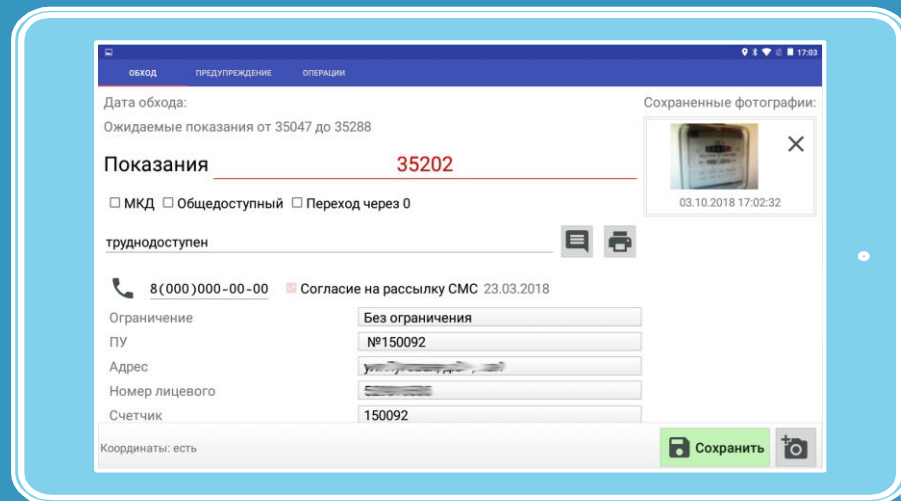 17:03
ОБХОД ПРЕДУПРЕЖДЕНИЕ ОПЕРАЦИИ
Дата обхода:
Сохраненные фотографии:
Ожидаемые показания от 35047 до 35288
Показания 35202
03.10.2018 17:02:32
МКД Общедоступный Переход через 0
труднодоступен
8(000)000-00-00 Согласие на рассылку СМС 23.03.2018
Ограничение Без ограничения
ПУ №150092
Адрес
Номер лицевого
Счетчик 150092
Координаты: есть
Сохранить